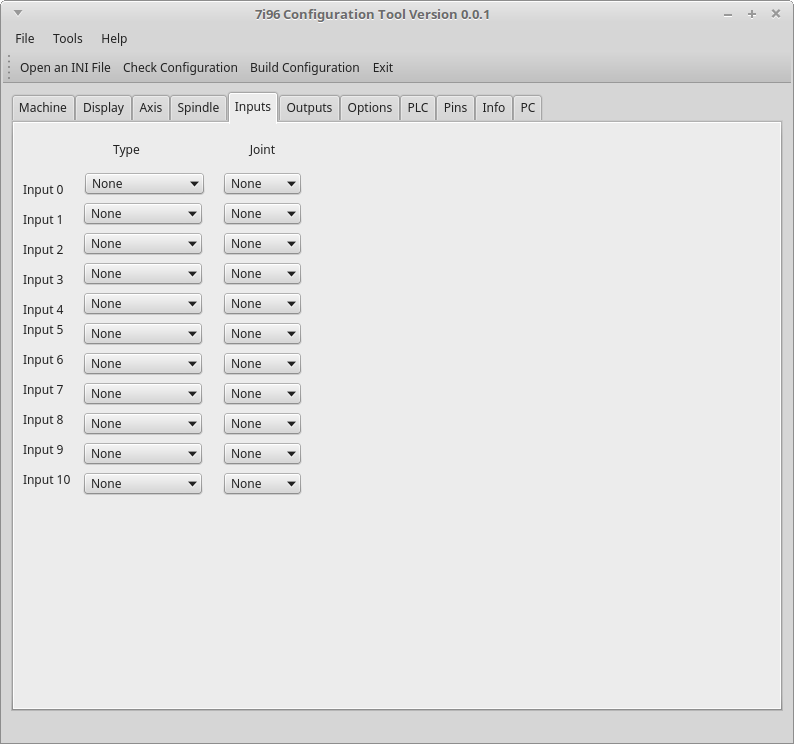 7i96 Configuration Tool Version 0.0.1
File Tools Help
Open an INI File Check Configuration Build Configuration Exit
Machine Display Axis Spindle Inputs Outputs Options PLC Pins Info PC
Type Joint
Input 0 None None
Input 1 None None
Input 2 None None
Input 3 None None
Input 4 None None
Input 5 None None
Input 6 None None
Input 7 None None
Input 8 None None
Input 9 None None
Input 10 None None